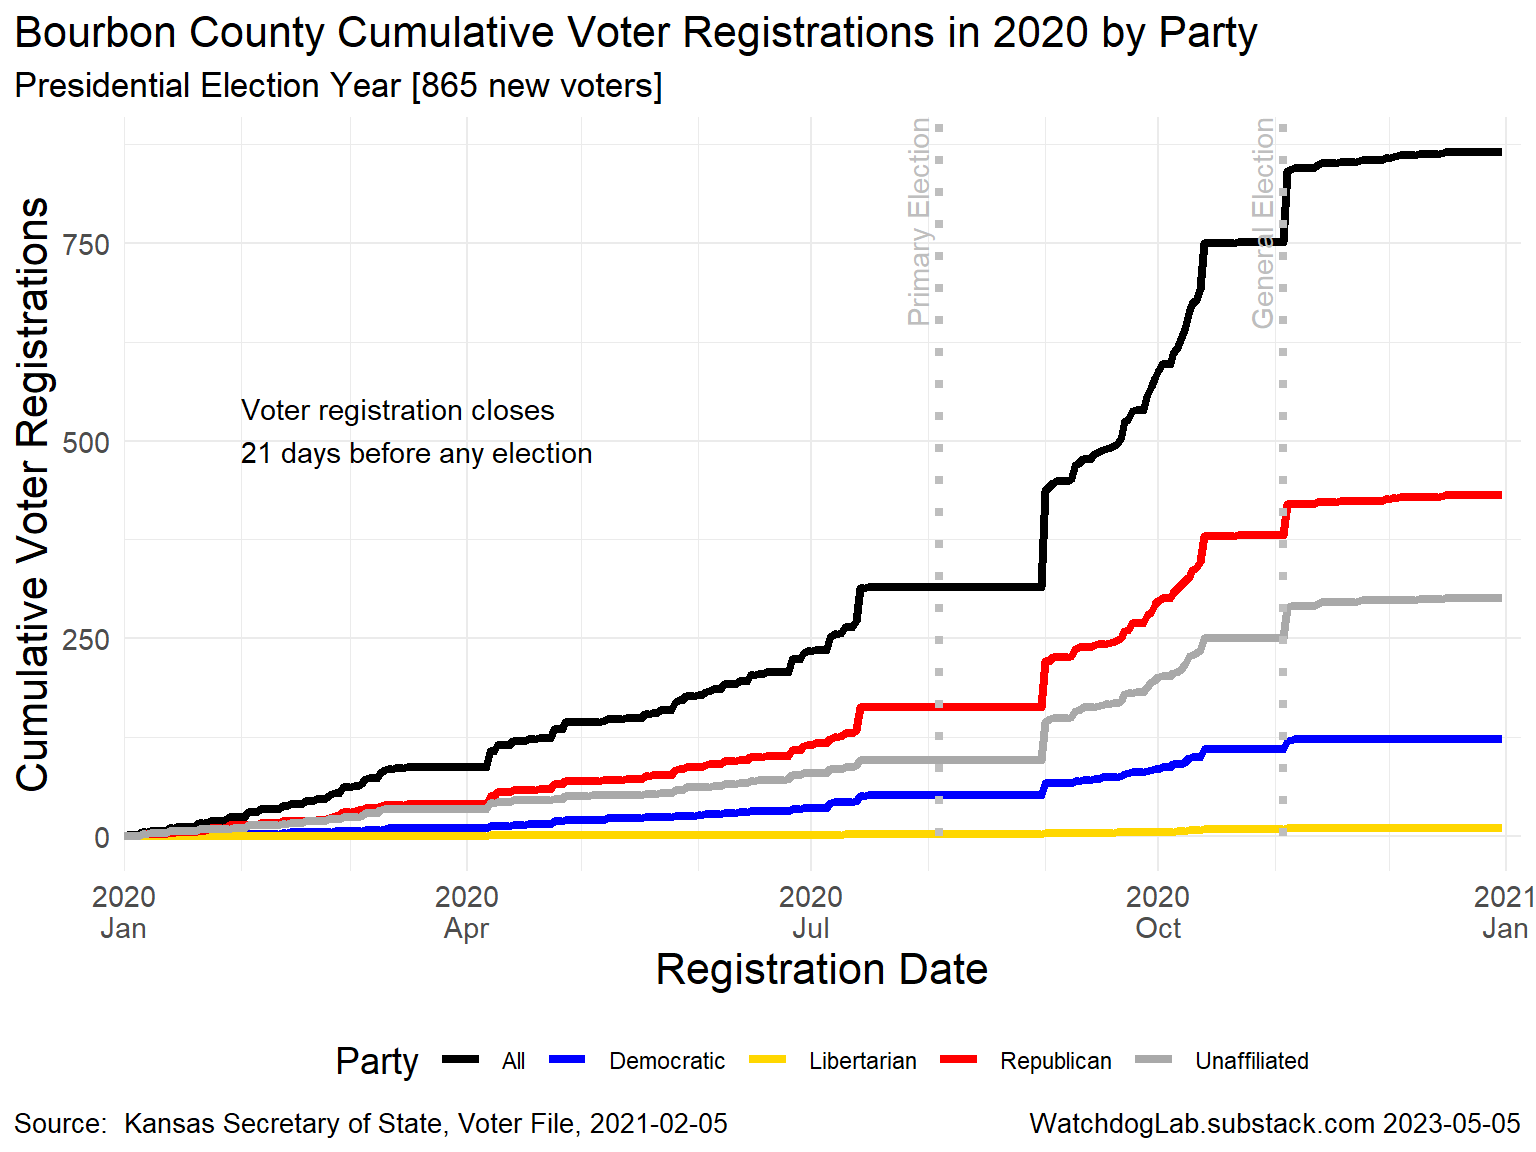 Bourbon County Cumulative Voter Registrations in 2020 by Party
Presidential Election Year [865 new voters]
Cumulative Voter Registrations
750
500
250
0
Primary Election
General Election
Voter registration closes
21 days before any election
2020 2020 2020 2020 2021
Jan Apr Jul Oct Jan
Registration Date
Party All Democratic Libertarian Republican Unaffiliated
Source:  Kansas Secretary of State, Voter File, 2021-02-05
WatchdogLab.substack.com 2023-05-05